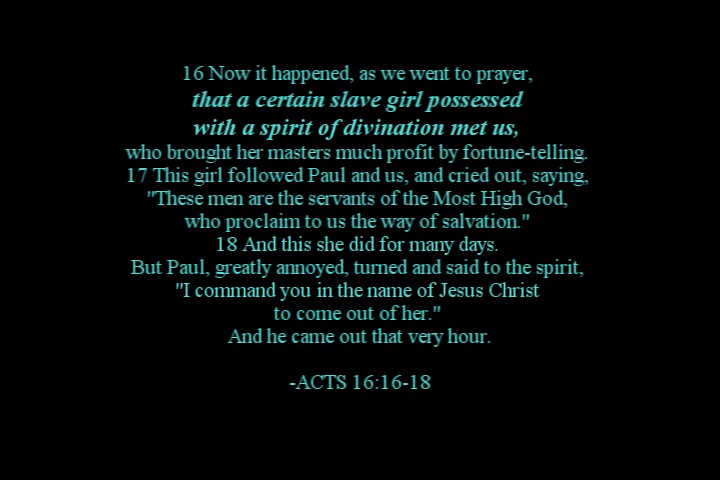 16 Now it happened, as we went to prayer,
that a certain slave girl possessed
with a spirit of divination met us,
who brought her masters much profit by fortune-telling.
17 This girl followed Paul and us, and cried out, saying,
"These men are the servants of the Most High God,
who proclaim to us the way of salvation."
18 And this she did for many days.
But Paul, greatly annoyed, turned and said to the spirit,
"I command you in the name of Jesus Christ
to come out of her."
And he came out that very hour.
-ACTS 16:16-18